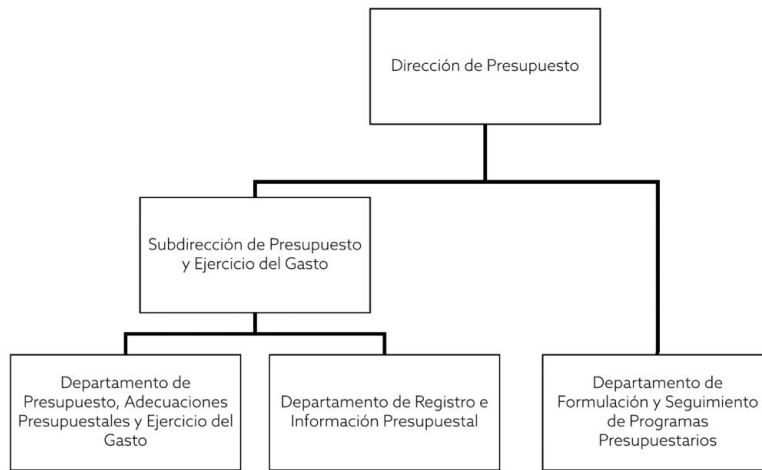 Dirección de Presupuesto
Subdirección de Presupuesto
y Ejercicio del Gasto
Departamento de
Presupuesto, Adecuaciones
Presupuestales y Ejercicio del
Gasto
Departamento de Registro e
Información Presupuestal
Departamento de
Formulación y Seguimiento
de Programas
Presupuestarios